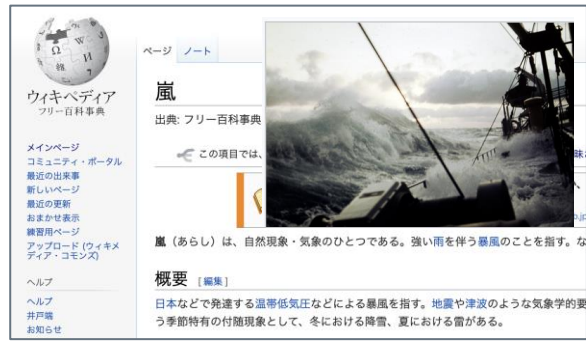 ウィキペディア
フリー百科事典
メインページ
コミュニティ・ポータル
最近の出来事
新しいページ
最近の更新
おまかせ表示
練習用ページ
アップロード (ウィキメ
ディア・コモンズ)
ヘルプ
ヘルプ
井戸端
お知らせ
ページ ノート
嵐
出典: フリー百科事典
この項目では、
嵐（あらし）は、自然現象・気象のひとつである。強い雨を伴う暴風のことを指す。な
概要 [編集]
日本などで発達する温帯低気圧などによる暴風を指す。地震や津波のような気象学的要
う季節特有の付随現象として、冬における降雪、夏における雷がある。